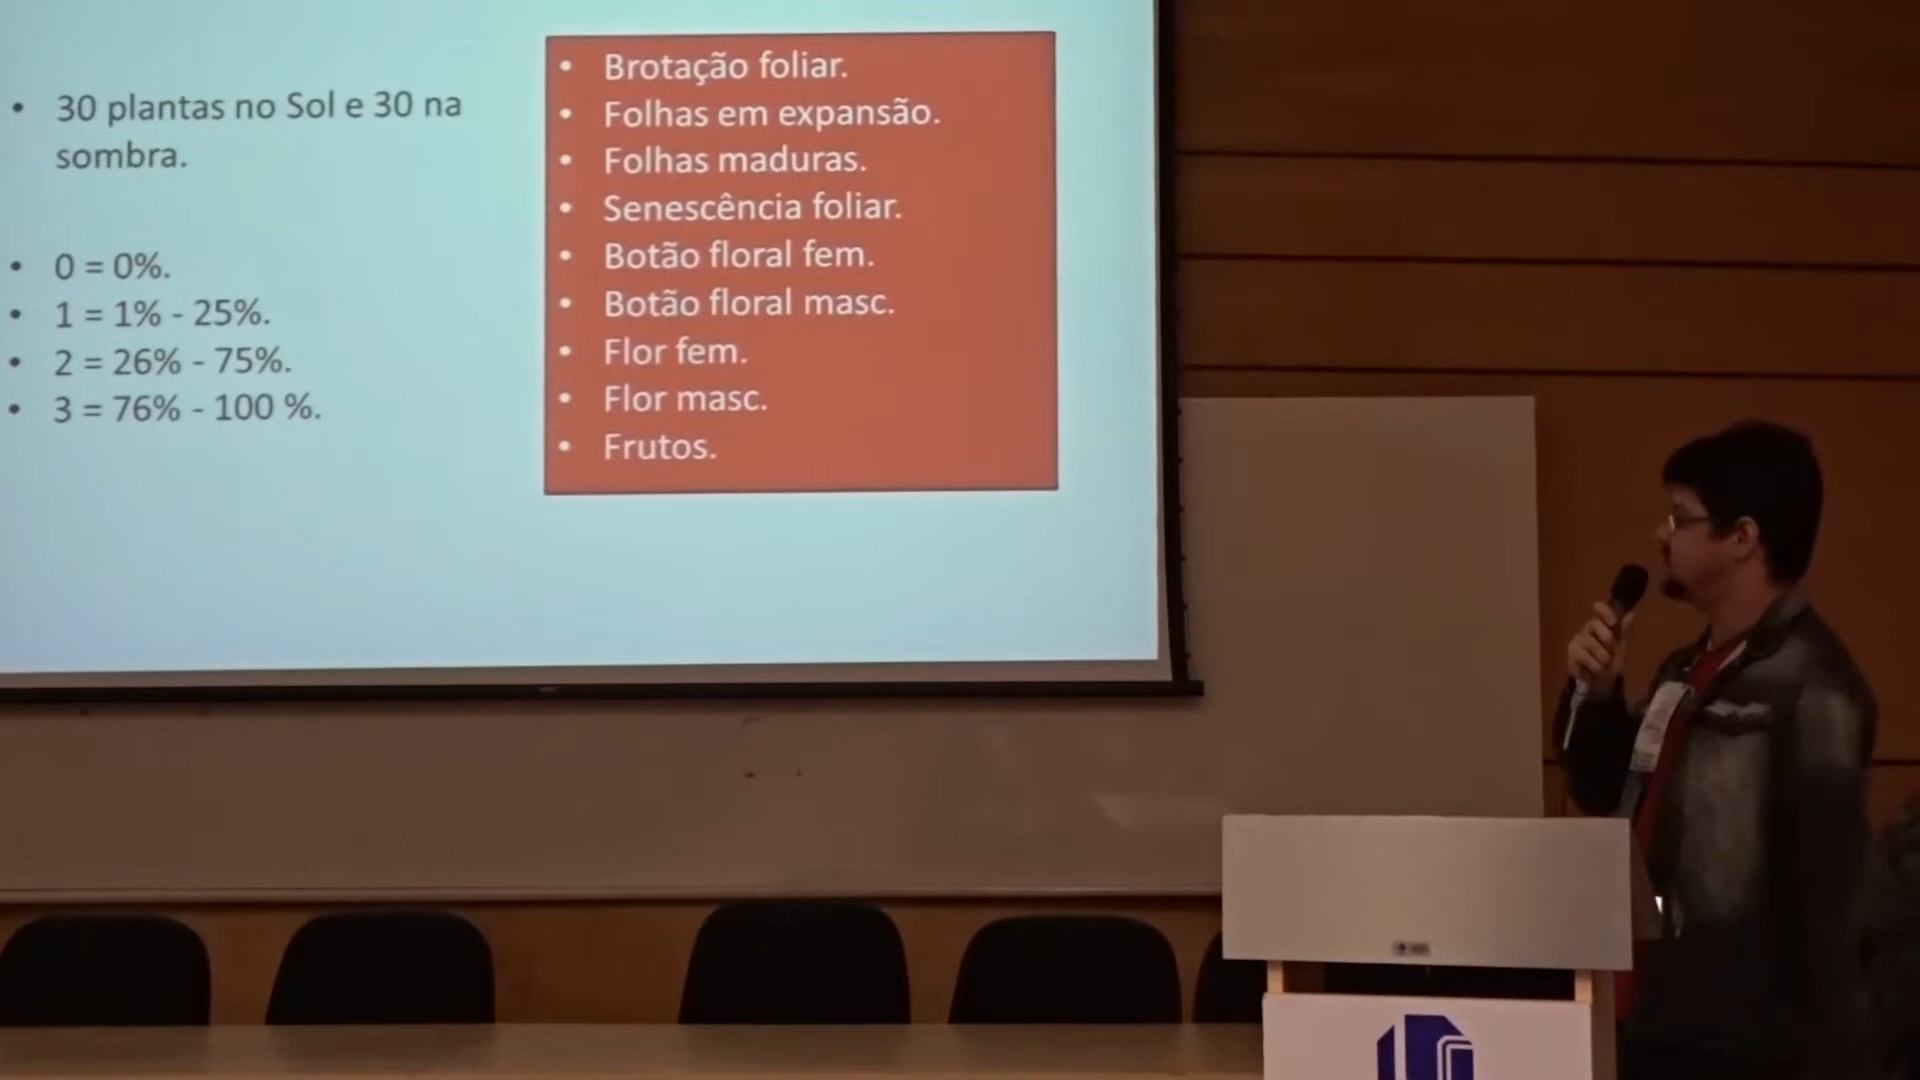 • 30 plantas no Sol e 30 na
sombra.
• 0 = 0%.
• 1 = 1% - 25%.
• 2 = 26% - 75%.
• 3 = 76% - 100 %.
• Brotação foliar.
• Folhas em expansão.
• Folhas maduras.
• Senescência foliar.
• Botão floral fem.
• Botão floral masc.
• Flor fem.
• Flor masc.
• Frutos.